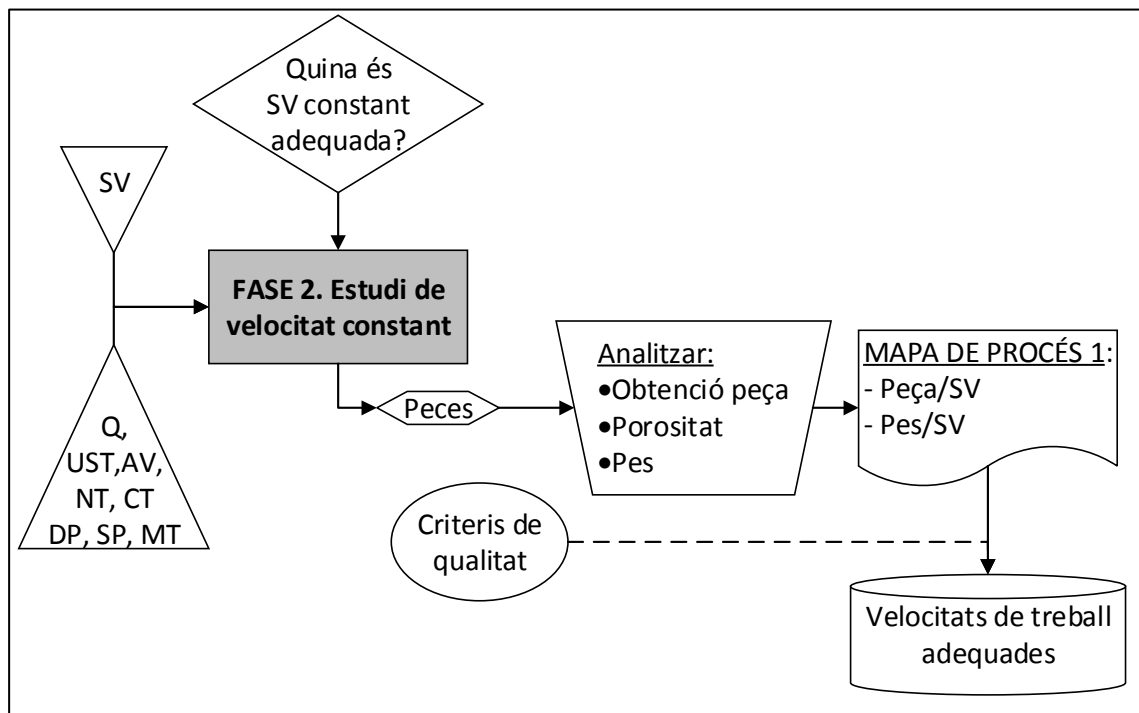 Quina és
SV constant
adequada?
SV
FASE 2. Estudi de
velocitat constant
Q,
UST,AV,
NT, CT
DP, SP, MT
Peces
Analitzar:
•Obtenció peça
•Porositat
•Pes
MAPA DE PROCÉS 1:
- Peça/SV
- Pes/SV
Criteris de
qualitat
Velocitats de treball
adequades